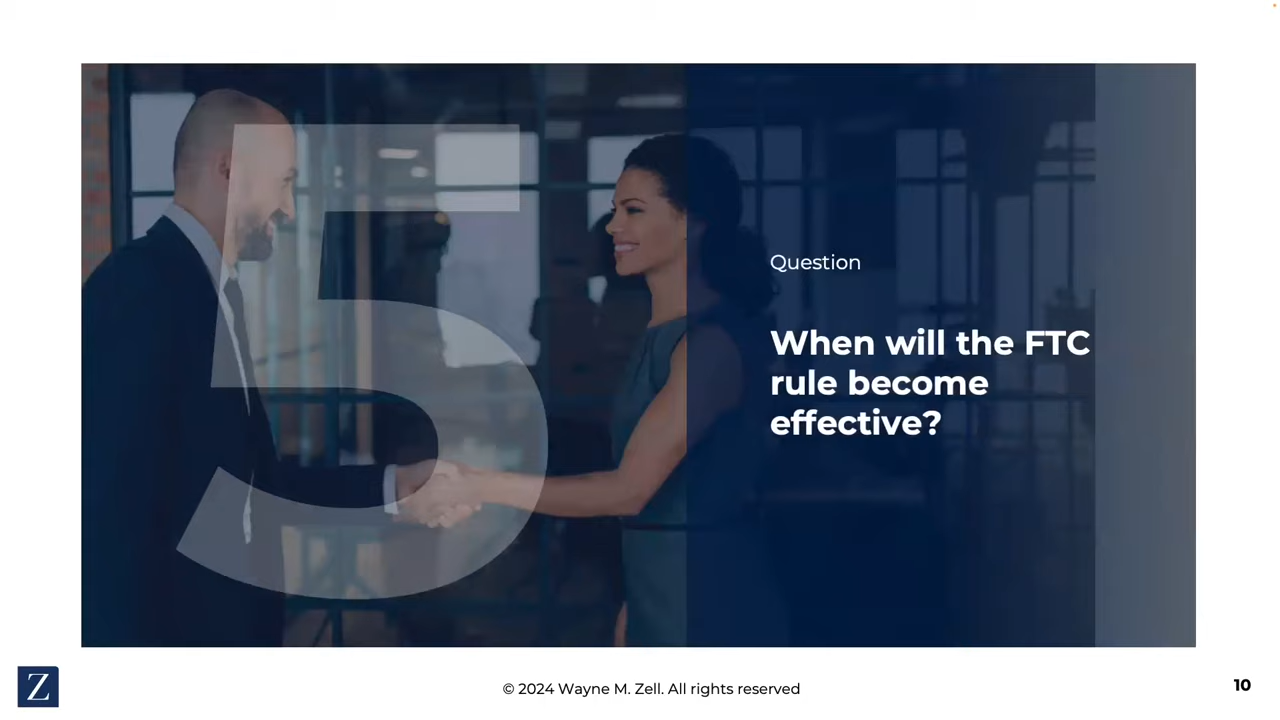 5
Question
When will the FTC
rule become
effective?
Z
© 2024 Wayne M. Zell. All rights reserved
10